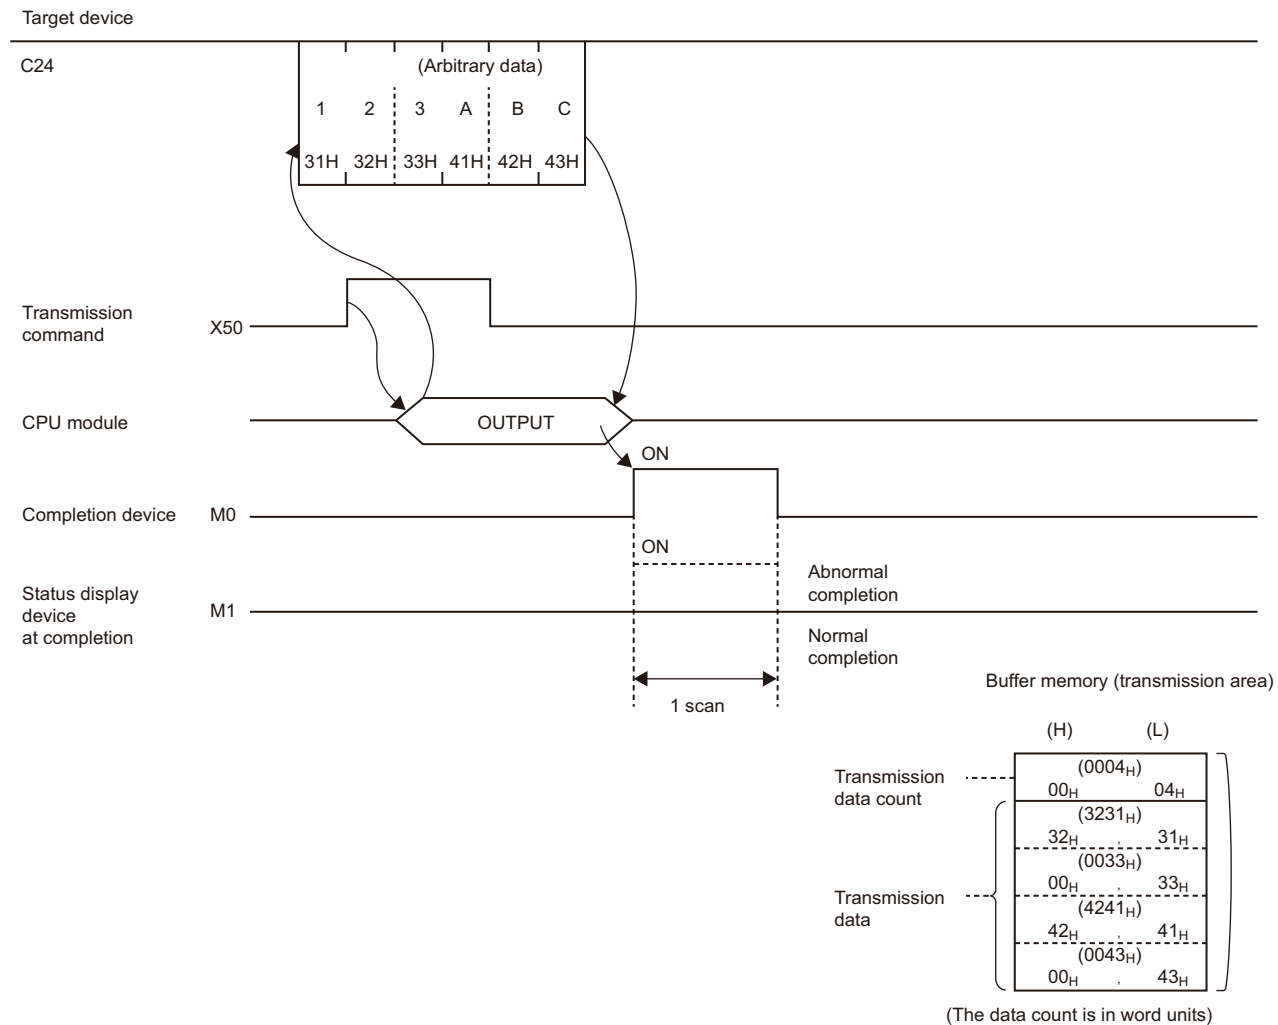 Target device
C24
(Arbitrary data)
1 2 3 A B C
31H 32H 33H 41H 42H 43H
Transmission
command
X50
CPU module
OUTPUT
ON
Completion device M0
ON
Abnormal
completion
Status display
device
at completion
M1
Normal
completion
1 scan
Buffer memory (transmission area)
(H) (L)
Transmission
data count
(0004H)
00H 04H
(3231H)
32H , 31H
(0033H)
00H , 33H
Transmission
data
(4241H)
42H , 41H
(0043H)
00H , 43H
(The data count is in word units)